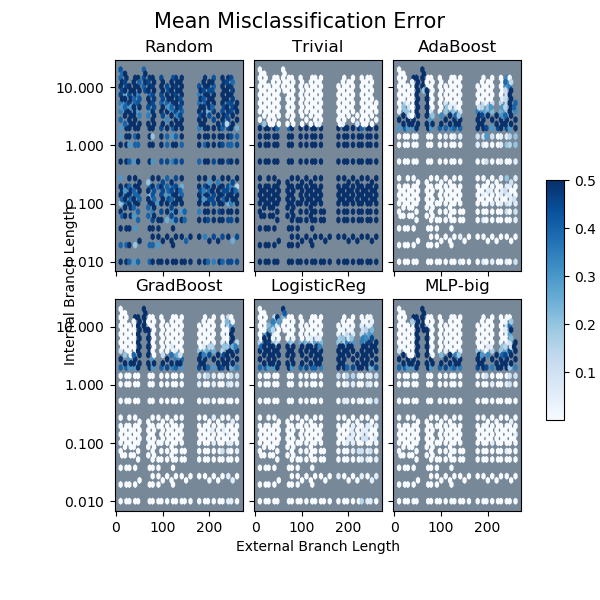 Mean Misclassification Error
Random Trivial AdaBoost
10.000
1.000
0.100
0.010
GradBoost LogisticReg MLP-big
10.000
1.000
0.100
0.010
0 100 200 0 100 200 0 100 200
External Branch Length
Internal Branch Length
0.5
0.4
0.3
0.2
0.1